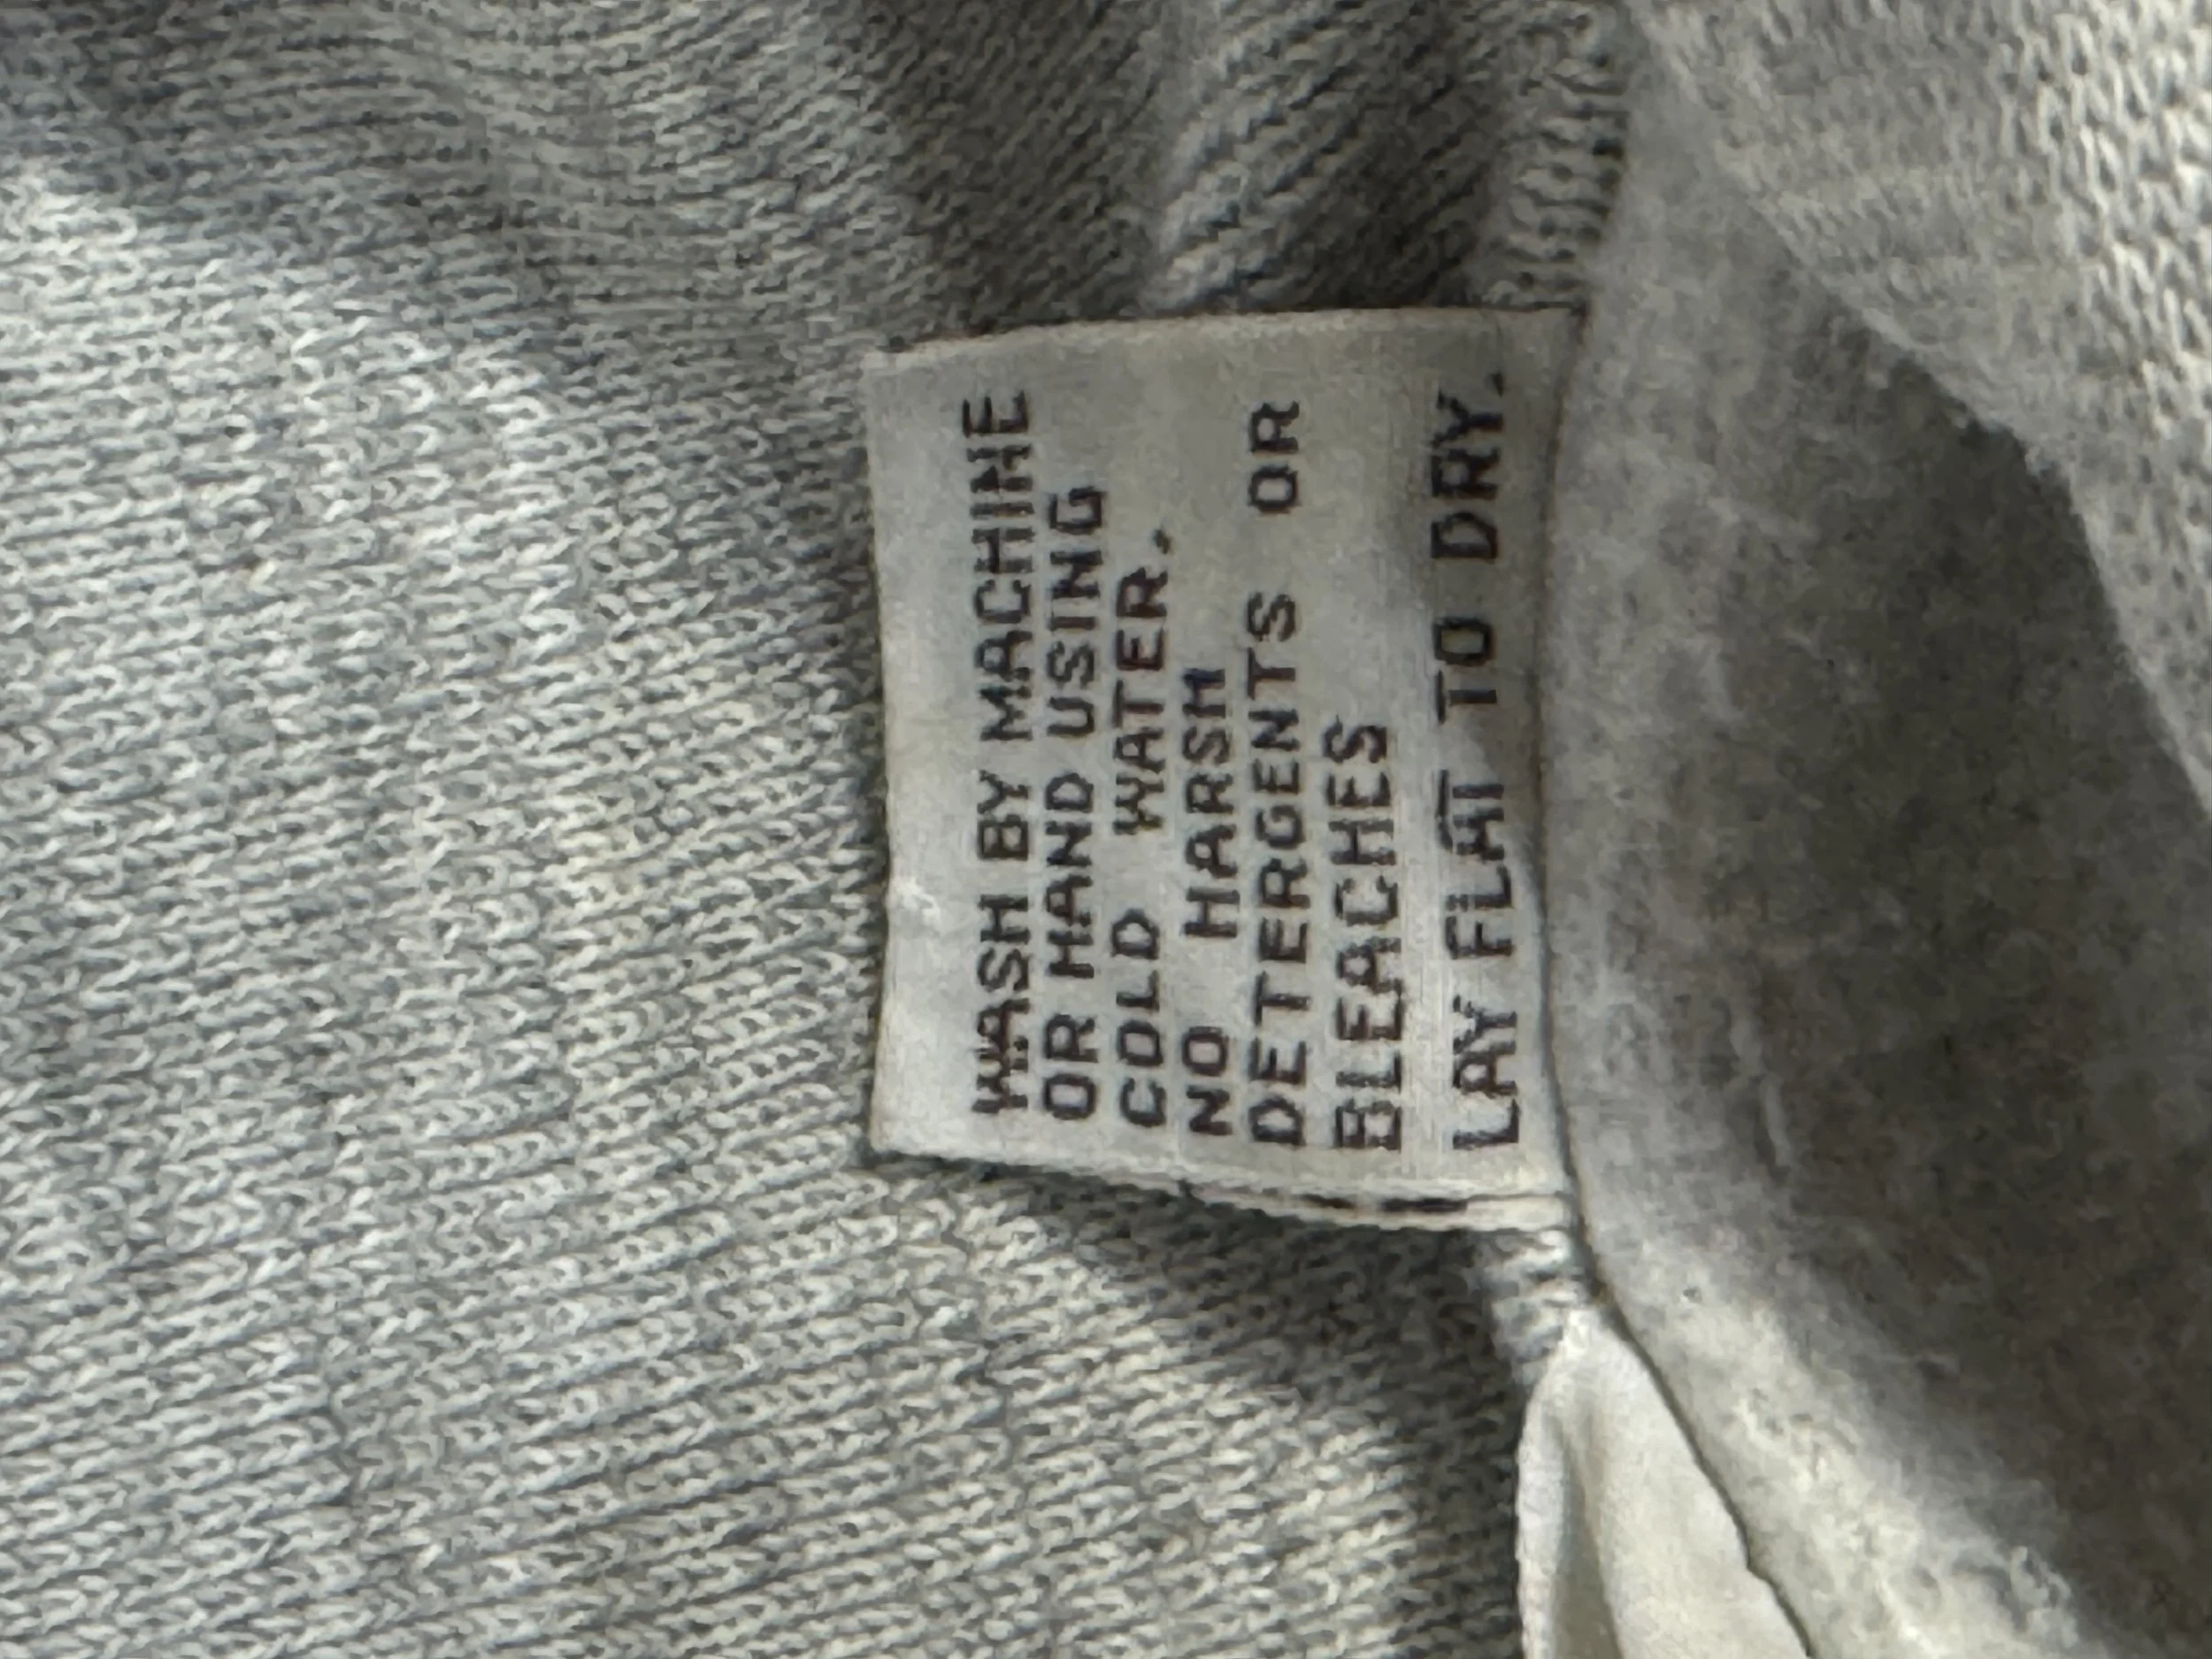 WASH BY MACHINE
OR HAND USING
COLD WATER.
NO HARSH
DETERGENTS OR
BLEACHES
LAY FLAT TO DRY.